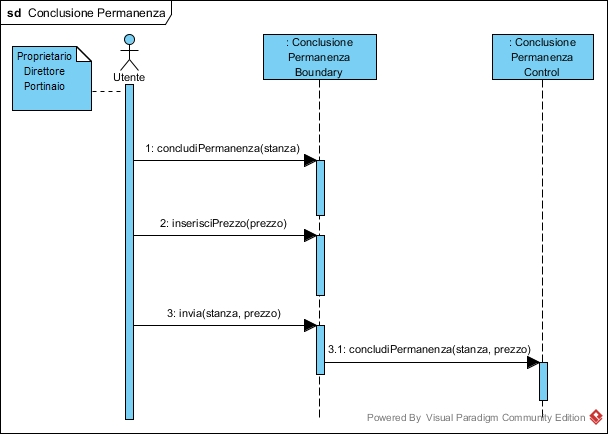 sd Conclusione Permanenza
Proprietario
Direttore
Portinaio
Utente
: Conclusione
Permanenza
Boundary
: Conclusione
Permanenza
Control
1: concludiPermanenza(stanza)
2: inserisciPrezzo(prezzo)
3: invia(stanza, prezzo)
3.1: concludiPermanenza(stanza, prezzo)
Powered By Visual Paradigm Community Edition